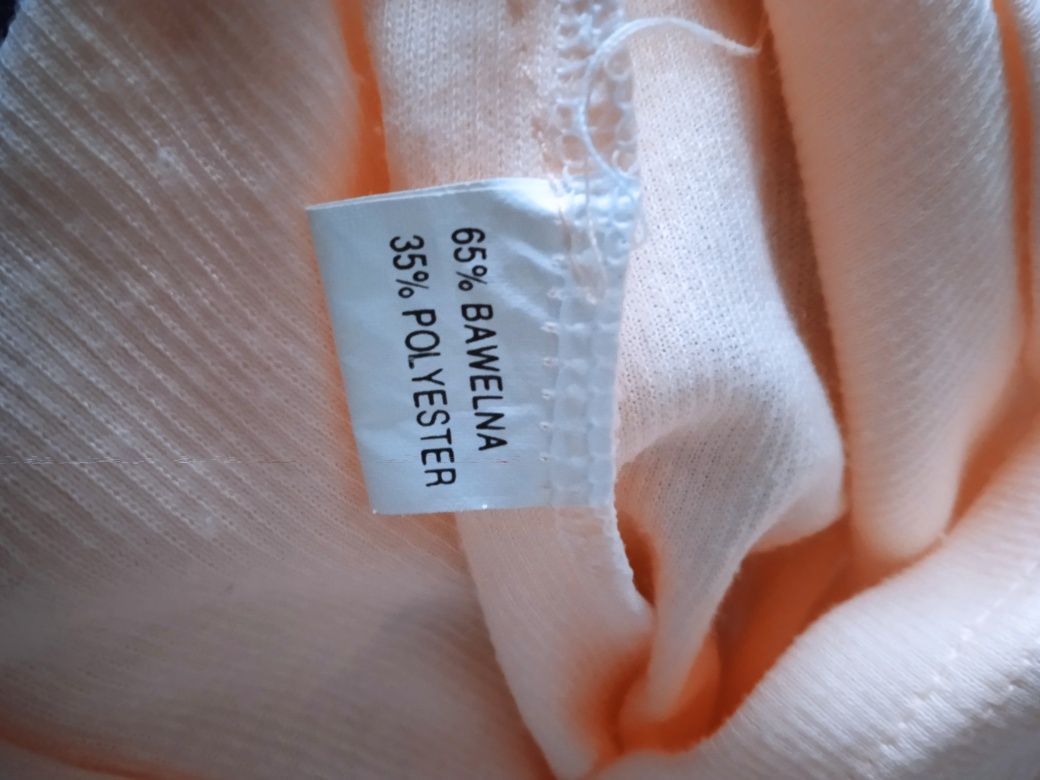 65% BAWELNA
35% POLYESTER